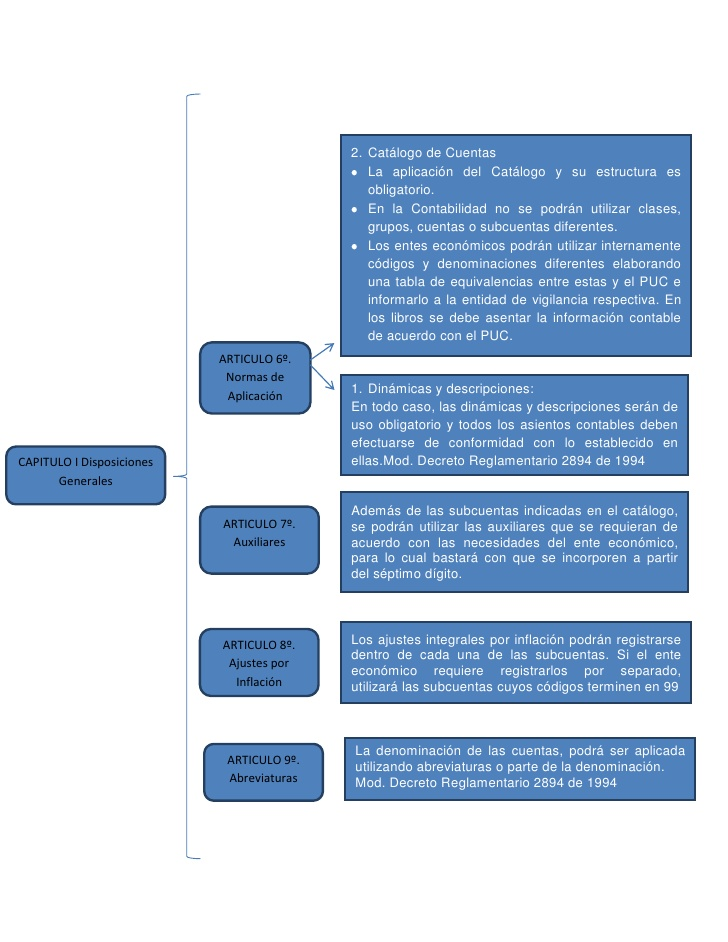 CAPITULO I Disposiciones
Generales
ARTICULO 6º.
Normas de
Aplicación
2. Catálogo de Cuentas
● La aplicación del Catálogo y su estructura es
obligatorio.
● En la Contabilidad no se podrán utilizar clases,
grupos, cuentas o subcuentas diferentes.
● Los entes económicos podrán utilizar internamente
códigos y denominaciones diferentes elaborando
una tabla de equivalencias entre estas y el PUC e
informarlo a la entidad de vigilancia respectiva. En
los libros se debe asentar la información contable
de acuerdo con el PUC.
1. Dinámicas y descripciones:
En todo caso, las dinámicas y descripciones serán de
uso obligatorio y todos los asientos contables deben
efectuarse de conformidad con lo establecido en
ellas.Mod. Decreto Reglamentario 2894 de 1994
ARTICULO 7º.
Auxiliares
Además de las subcuentas indicadas en el catálogo,
se podrán utilizar las auxiliares que se requieran de
acuerdo con las necesidades del ente económico,
para lo cual bastará con que se incorporen a partir
del séptimo dígito.
ARTICULO 8º.
Ajustes por
Inflación
Los ajustes integrales por inflación podrán registrarse
dentro de cada una de las subcuentas. Si el ente
económico requiere registrarlos por separado,
utilizará las subcuentas cuyos códigos terminen en 99
ARTICULO 9º.
Abreviaturas
La denominación de las cuentas, podrá ser aplicada
utilizando abreviaturas o parte de la denominación.
Mod. Decreto Reglamentario 2894 de 1994